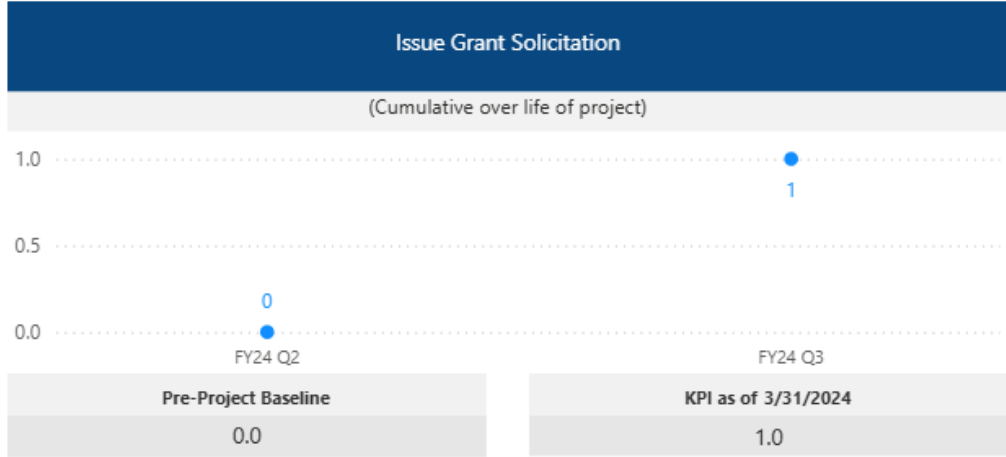 Issue Grant Solicitation
(Cumulative over life of project)
1.0
1
0.5
0
0.0
FY24 Q2 FY24 Q3
Pre-Project Baseline KPI as of 3/31/2024
0.0 1.0